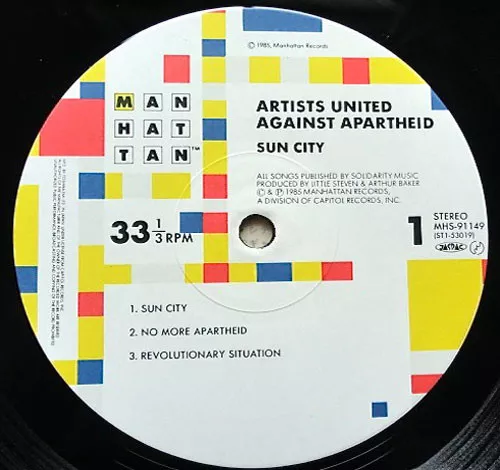 © 1985, Manhattan Records
MAN
HAT
TAN™
ARTISTS UNITED
AGAINST APARTHEID
SUN CITY
ALL SONGS PUBLISHED BY SOLIDARITY MUSIC
PRODUCED BY LITTLE STEVEN & ARTHUR BAKER
© & ℗ 1985 MANHATTAN RECORDS,
A DIVISION OF CAPITOL RECORDS, INC.
33 1/3 RPM
1
STEREO
MHS-91149
(ST1-53019)
JASRAC
1. SUN CITY
2. NO MORE APARTHEID
3. REVOLUTIONARY SITUATION